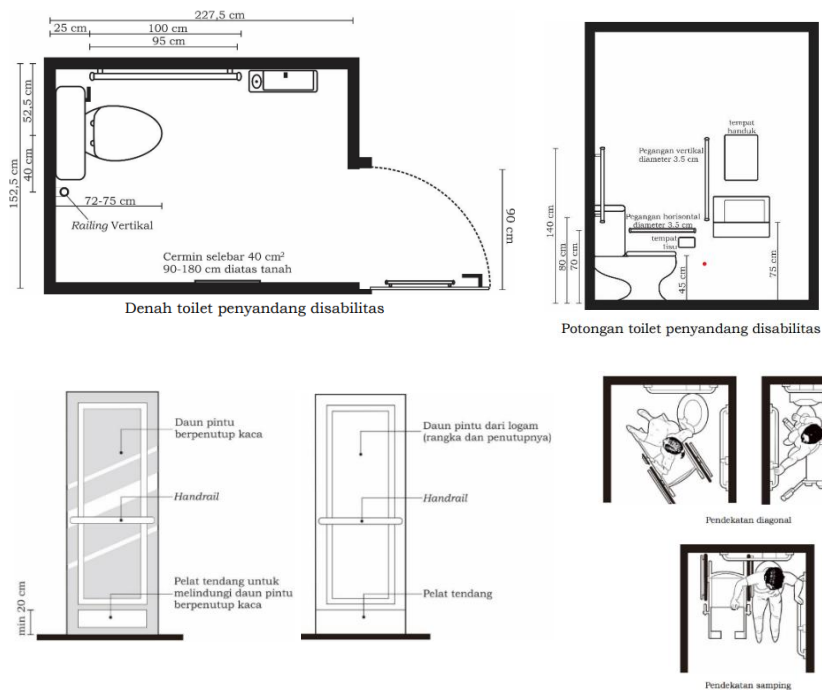 227,5 cm
25 cm
100 cm
95 cm
152,5 cm
52,5 cm
40 cm
72-75 cm
Railing Vertikal
90 cm
Cermin selebar 40 cm²
90-180 cm diatas tanah
Denah toilet penyandang disabilitas
tempat
handuk
Pegangan vertikal
diameter 3.5 cm
Pegangan horisontal
diameter 3.5 cm
tempat
tisu
140 cm
80 cm
70 cm
45 cm
75 cm
Potongan toilet penyandang disabilitas
Daun pintu
berpenutup kaca
Handrail
Pelat tendang untuk
melindungi daun pintu
berpenutup kaca
min 20 cm
Daun pintu dari logam
(rangka dan penutupnya)
Handrail
Pelat tendang
Pendekatan diagonal
Pendekatan samping